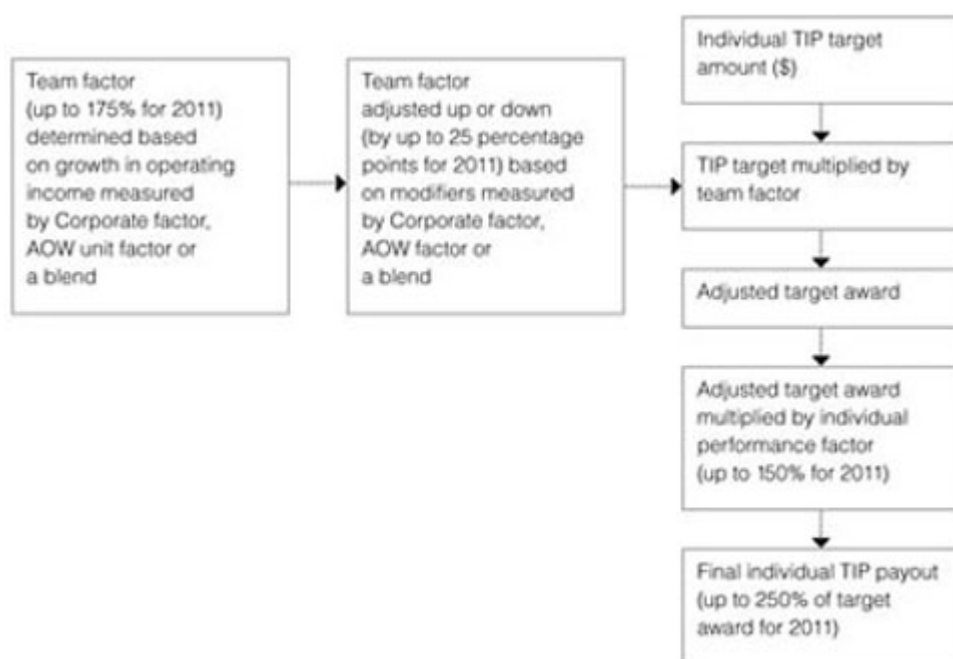 Team factor
(up to 175% for 2011)
determined based
on growth in operating
income measured
by Corporate factor,
AOW unit factor or
a blend
Team factor
adjusted up or down
(by up to 25 percentage
points for 2011) based
on modifiers measured
by Corporate factor,
AOW factor or
a blend
Individual TIP target
amount ($)
TIP target multiplied by
team factor
Adjusted target award
Adjusted target award
multiplied by individual
performance factor
(up to 150% for 2011)
Final individual TIP payout
(up to 250% of target
award for 2011)